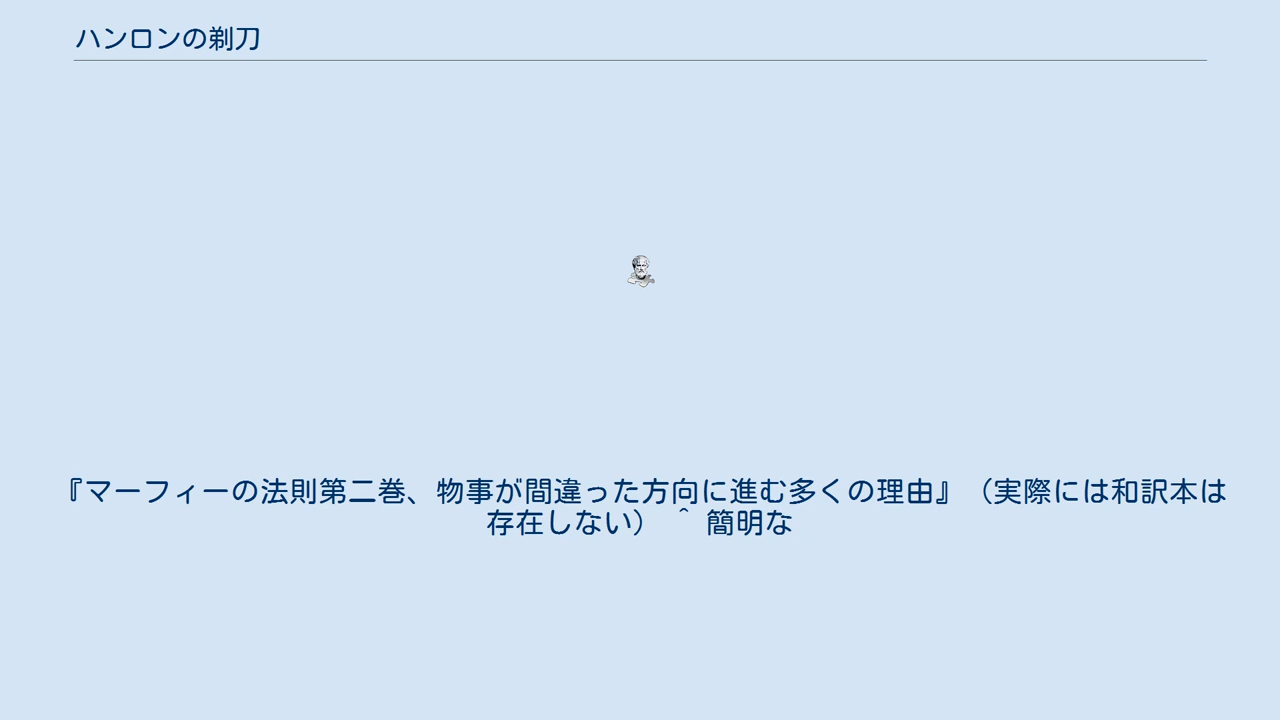 ハンロンの剃刀
『マーフィーの法則第二巻、物事が間違った方向に進む多くの理由』（実際には和訳本は
存在しない） ^ 簡明な